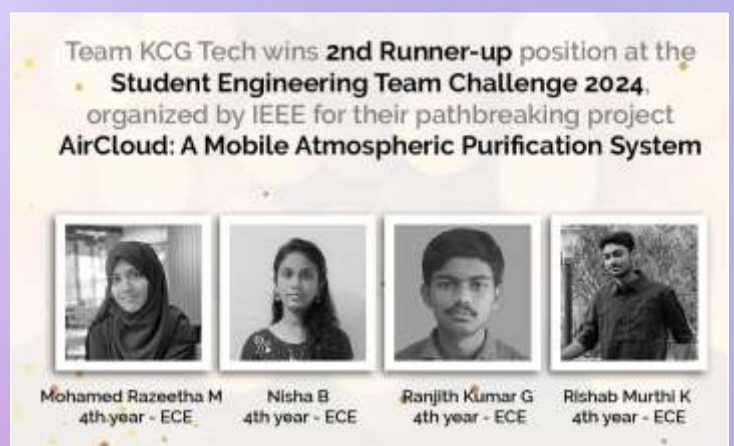 Team KCG Tech wins 2nd Runner-up position at the
Student Engineering Team Challenge 2024,
organized by IEEE for their pathbreaking project
AirCloud: A Mobile Atmospheric Purification System
Mohamed Razeetha M
4th year - ECE
Nisha B
4th year - ECE
Ranjith Kumar G
4th year - ECE
Rishab Murthi K
4th year - ECE